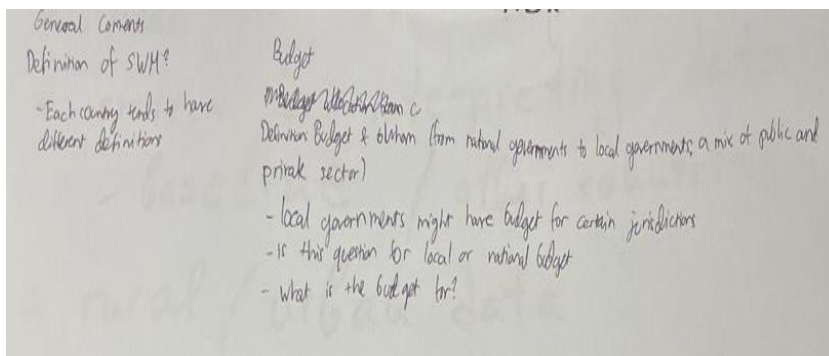 General Coments
Definition of SWM?
- Each country tends to have
different definitions
Budget
Definition Budget & (from national governments to local governments, a mix of public and
private sector)
- local governments might have budget for certain jurisdictions
- is this question for local or national budget
- what is the budget for?